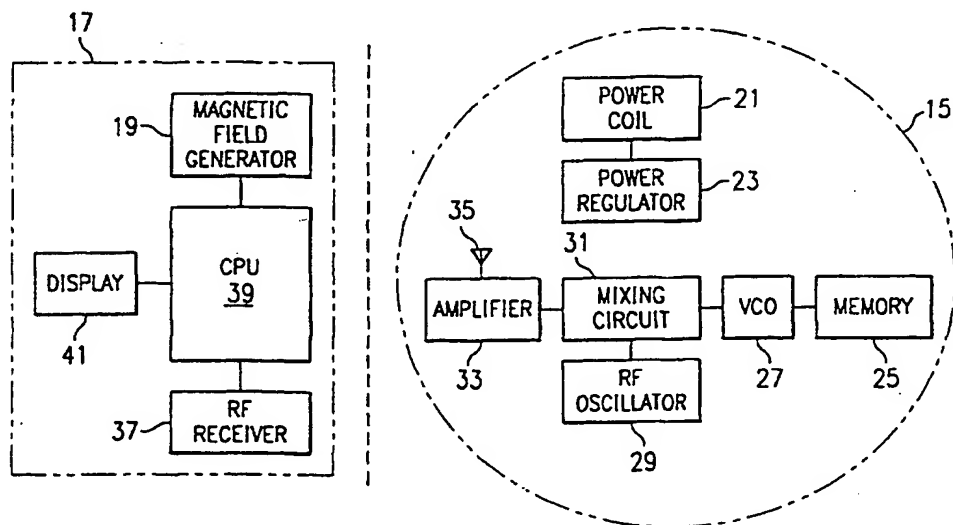 17
19
MAGNETIC
FIELD
GENERATOR
DISPLAY
41
CPU
39
37
RF
RECEIVER
POWER
COIL
21
15
POWER
REGULATOR
23
35
31
AMPLIFIER
33
MIXING
CIRCUIT
VCO
27
MEMORY
25
RF
OSCILLATOR
29